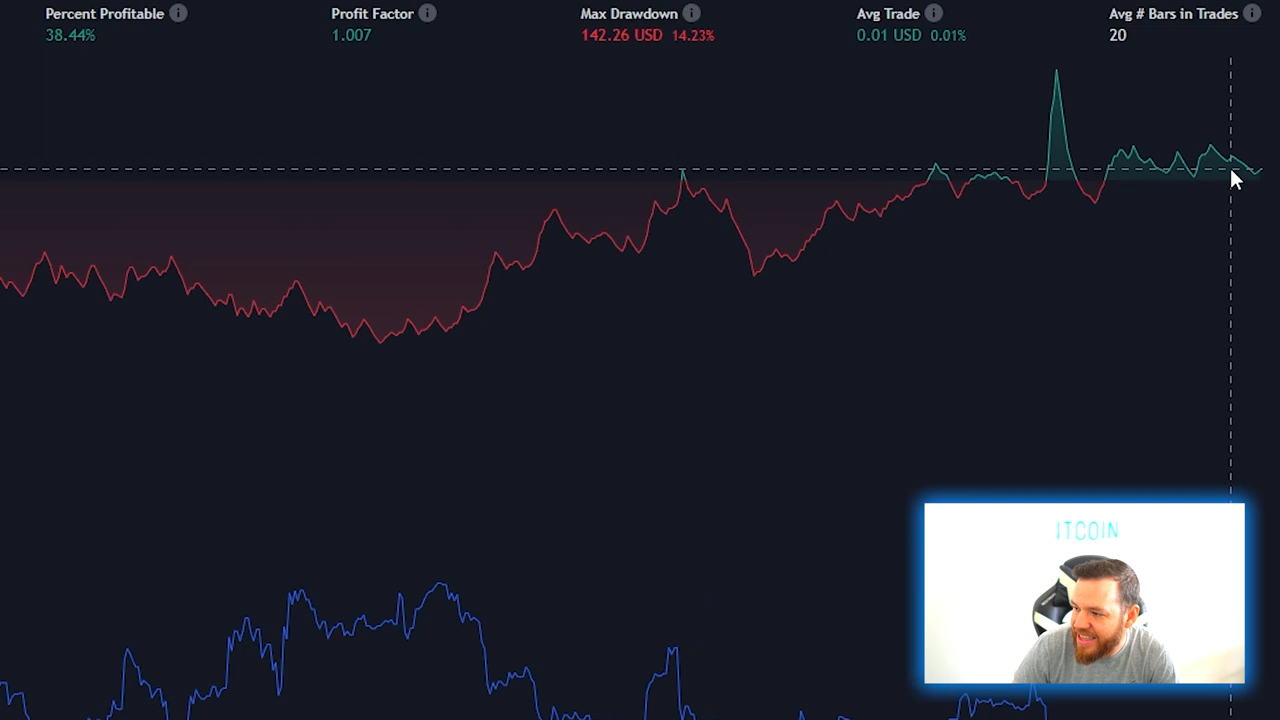 Percent Profitable
38.44%
Profit Factor
1.007
Max Drawdown
142.26 USD 14.23%
Avg Trade
0.01 USD 0.01%
Avg # Bars in Trades
20
ITCOIN